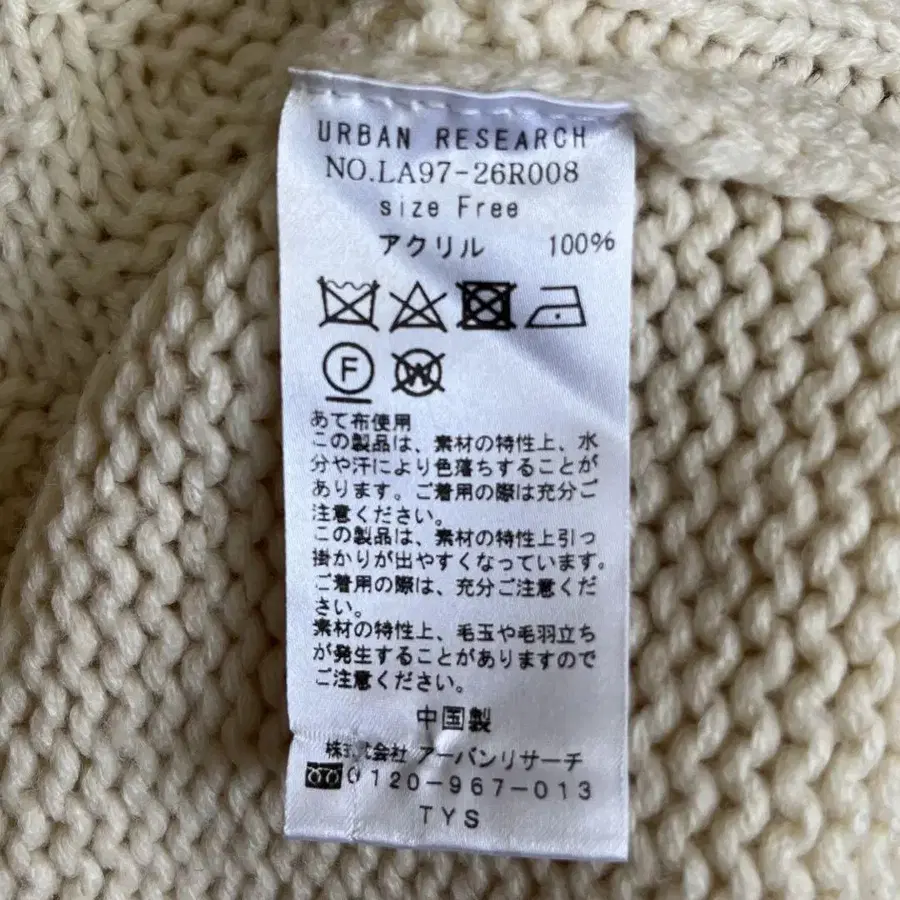 URBAN RESEARCH
NO.LA97-26R008
size Free
アクリル 100%
F W
あて布使用
この製品は、素材の特性上、水
分や汗により色落ちすることが
あります。ご着用の際は充分ご
注意ください。
この製品は、素材の特性上引っ
掛かりが出やすくなっています。
ご着用の際は、充分ご注意くだ
さい。
素材の特性上、毛玉や毛羽立ち
が発生することがありますので
ご注意ください。
中国製
株式会社 アーバンリサーチ
0120-967-013
TYS